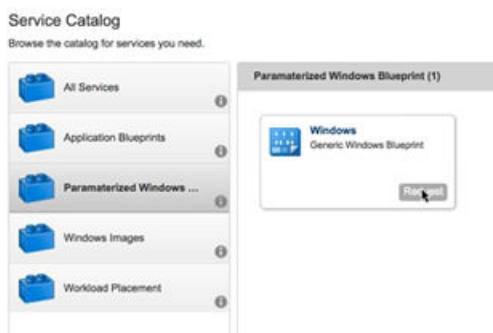 Service Catalog
Browse the catalog for services you need.
All Services
Application Blueprints
Paramaterized Windows ...
Windows Images
Workload Placement
Paramaterized Windows Blueprint (1)
Windows
Generic Windows Blueprint
Request